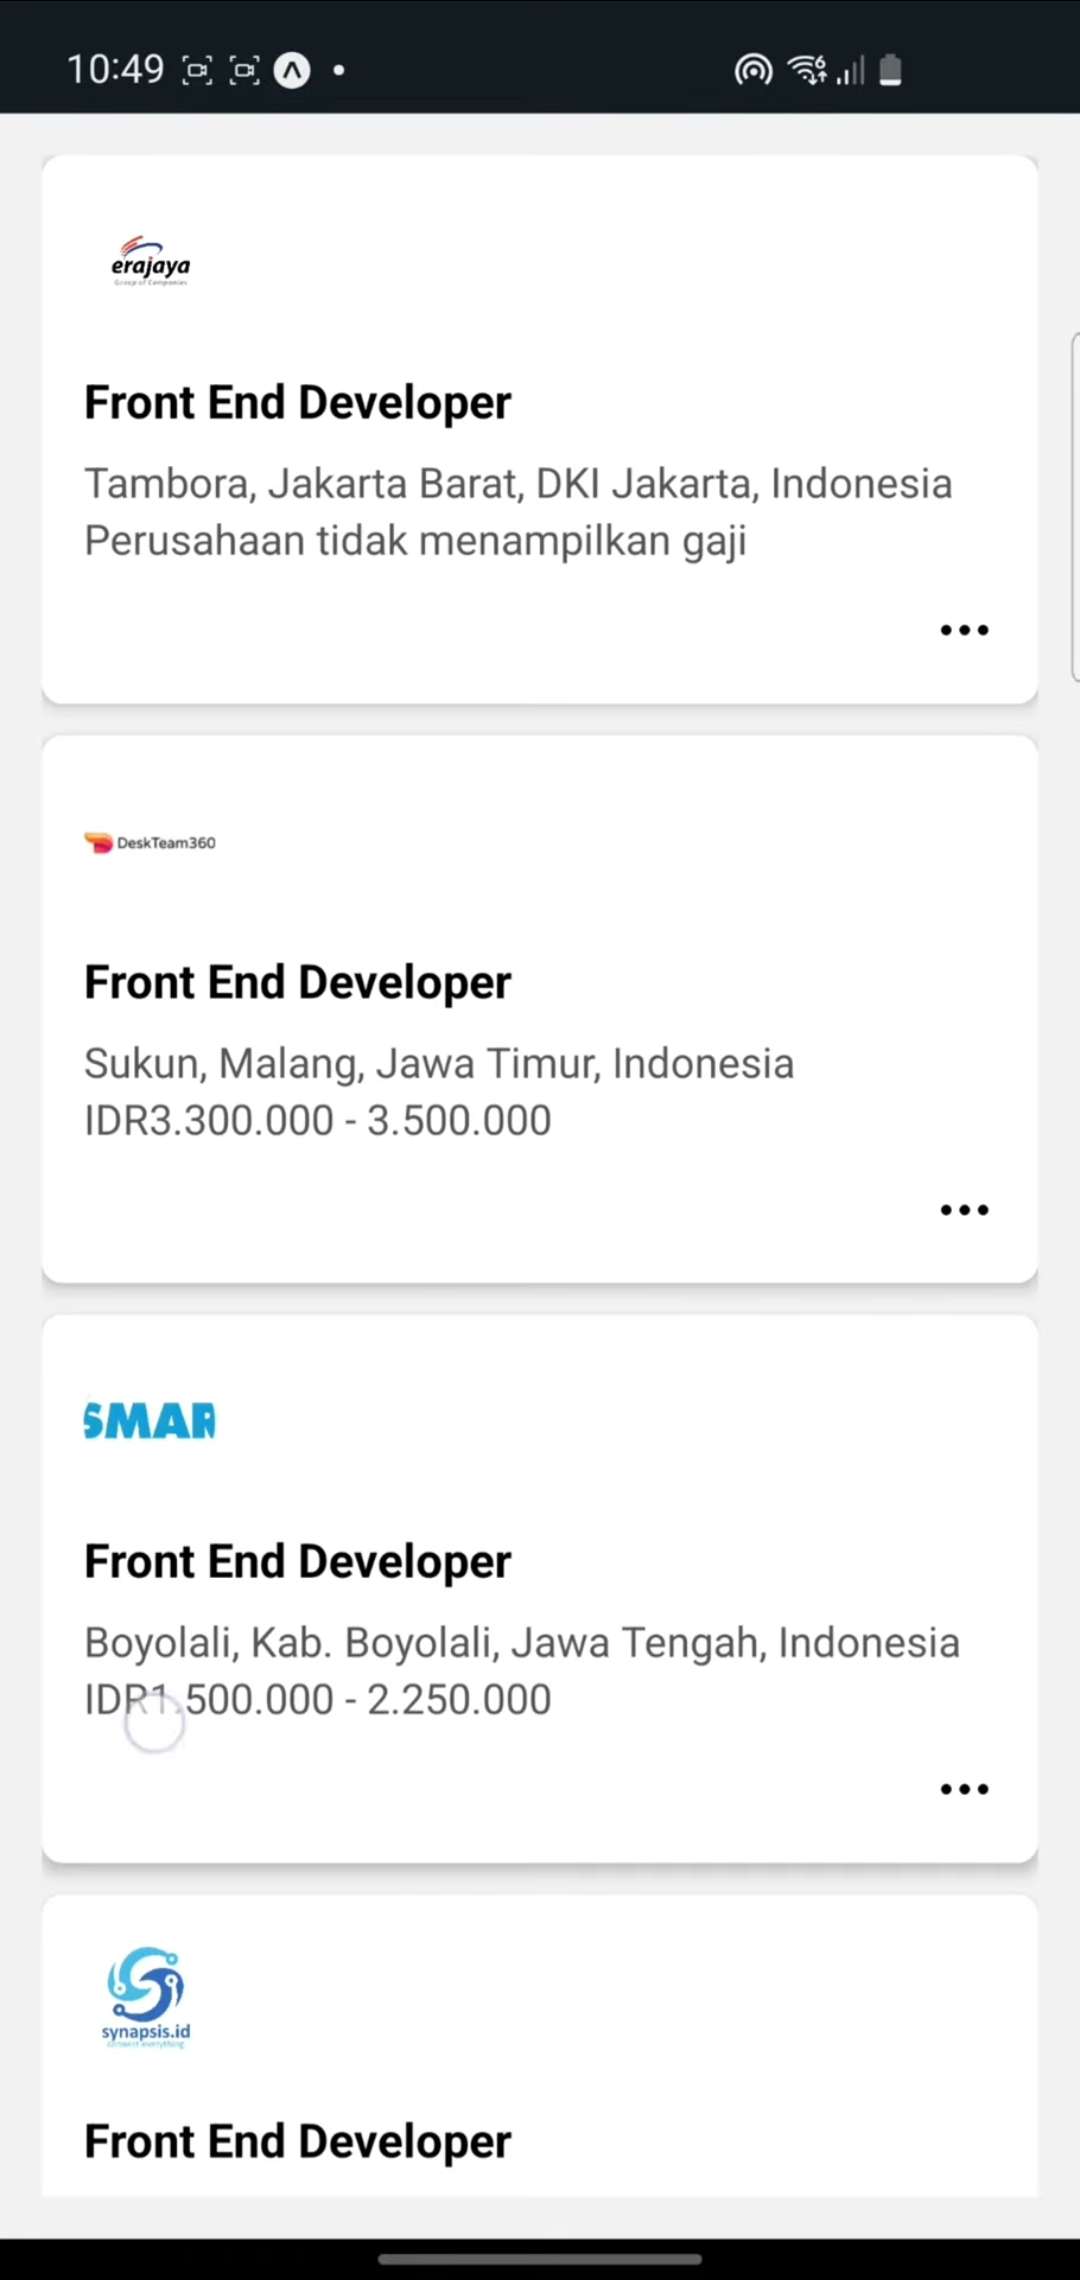 10:49
erajaya
Group of Companies
Front End Developer
Tambora, Jakarta Barat, DKI Jakarta, Indonesia
Perusahaan tidak menampilkan gaji
DeskTeam360
Front End Developer
Sukun, Malang, Jawa Timur, Indonesia
IDR3.300.000 - 3.500.000
SMAR
Front End Developer
Boyolali, Kab. Boyolali, Jawa Tengah, Indonesia
IDR1.500.000 - 2.250.000
synapsis.id
connect everything
Front End Developer